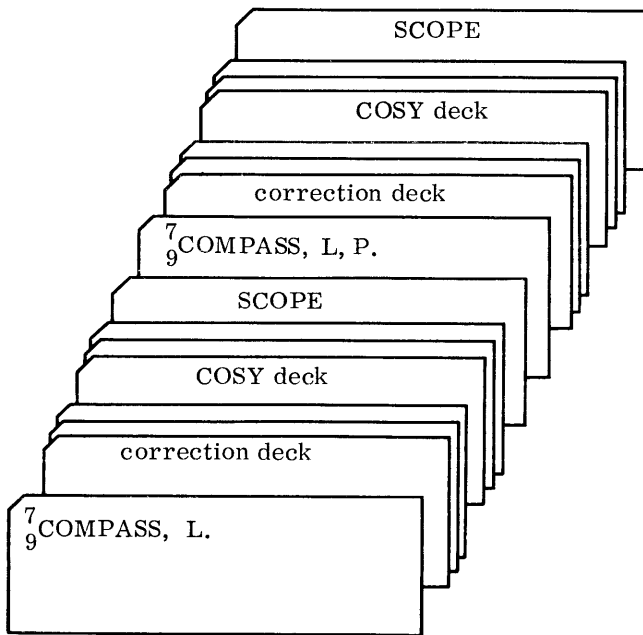 SCOPE
COSY deck
correction deck
7
9COMPASS, L, P.
SCOPE
COSY deck
correction deck
7
9COMPASS, L.